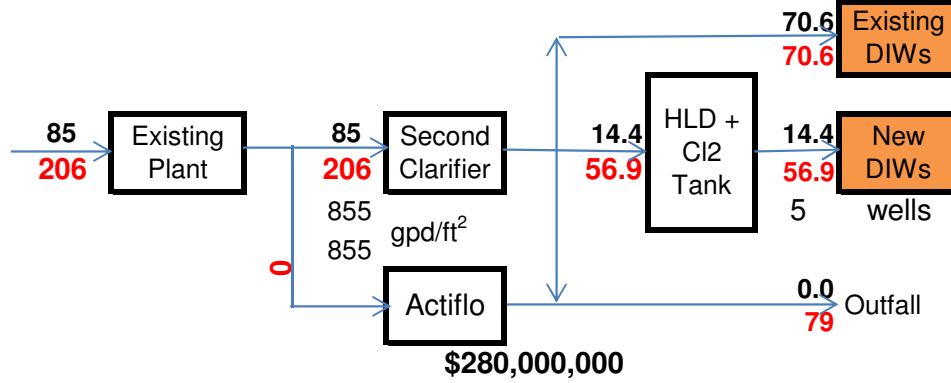 70.6
70.6
Existing
DIWs
85
206
Existing
Plant
85
206
Second
Clarifier
14.4
56.9
HLD +
Cl2
Tank
14.4
56.9
New
DIWs
855
855
gpd/ft²
5
wells
0
Actiflo
0.0
79
Outfall
$280,000,000